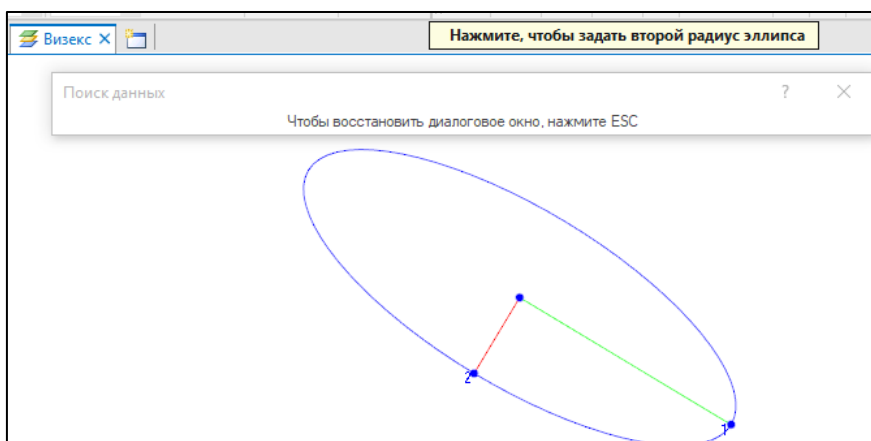 Визекс
Нажмите, чтобы задать второй радиус эллипса
Поиск данных
?
Чтобы восстановить диалоговое окно, нажмите ESC
2
1